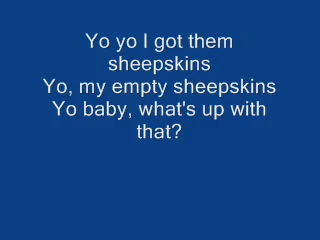 Yo yo I got them
sheepskins
Yo, my empty sheepskins
Yo baby, what's up with
that?